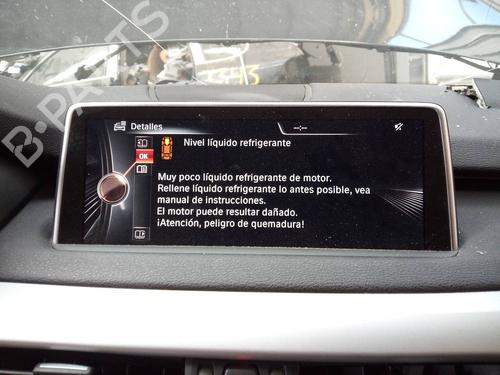 5343
Detalles
--:--
Nivel líquido refrigerante
OK
Muy poco líquido refrigerante de motor.
Rellene líquido refrigerante lo antes posible, vea
manual de instrucciones.
El motor puede resultar dañado.
¡Atención, peligro de quemadura!
B-PARTS